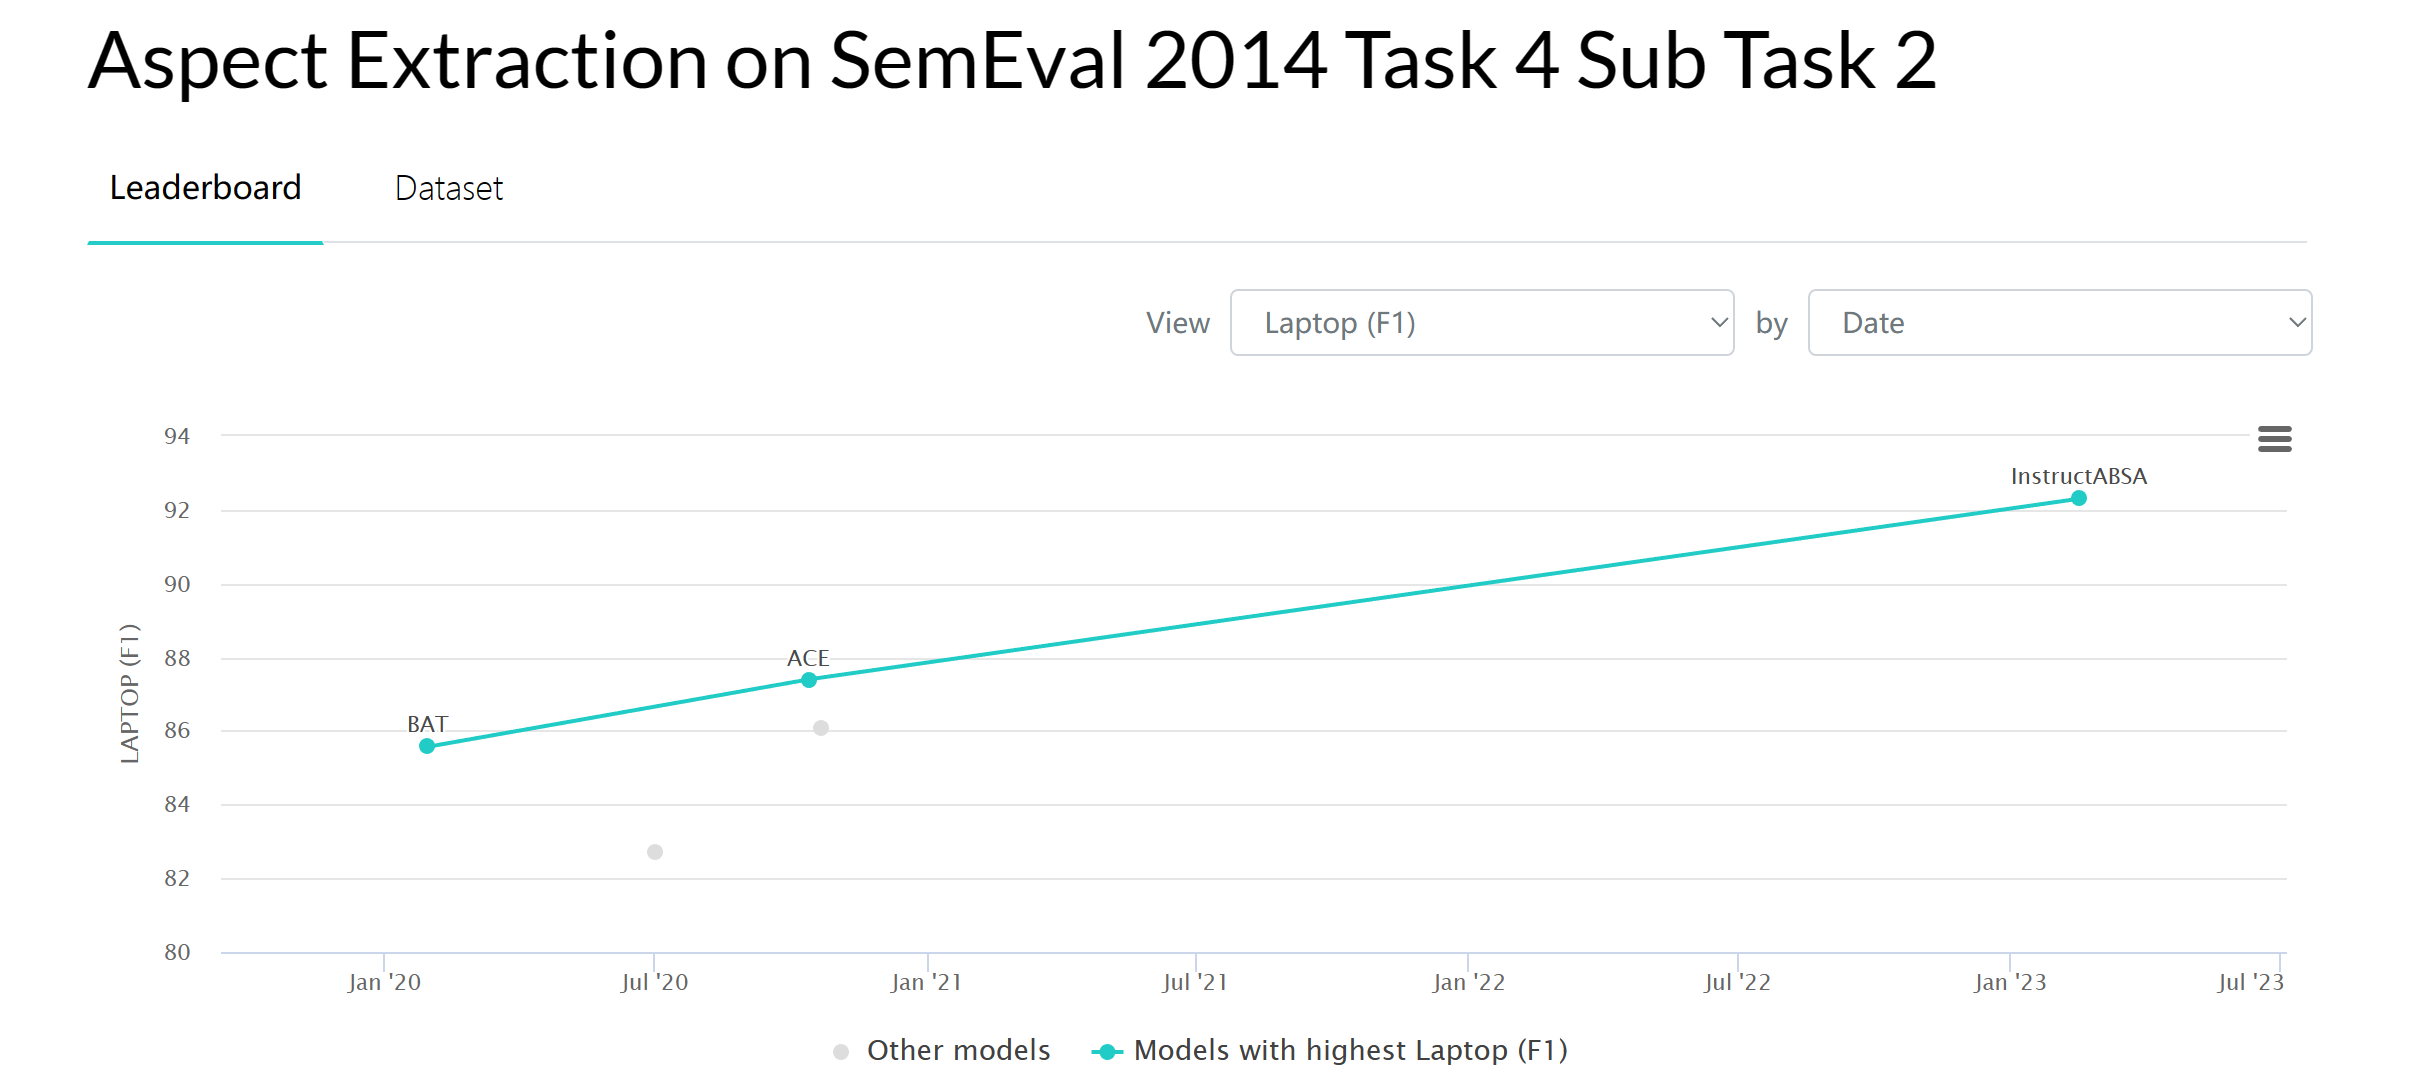 Aspect Extraction on SemEval 2014 Task 4 Sub Task 2
Leaderboard Dataset
View Laptop (F1) by Date
94
92
90
88
86
84
82
80
LAPTOP (F1)
InstructABSA
ACE
BAT
Jan '20 Jul '20 Jan '21 Jul '21 Jan '22 Jul '22 Jan '23 Jul '23
Other models Models with highest Laptop (F1)